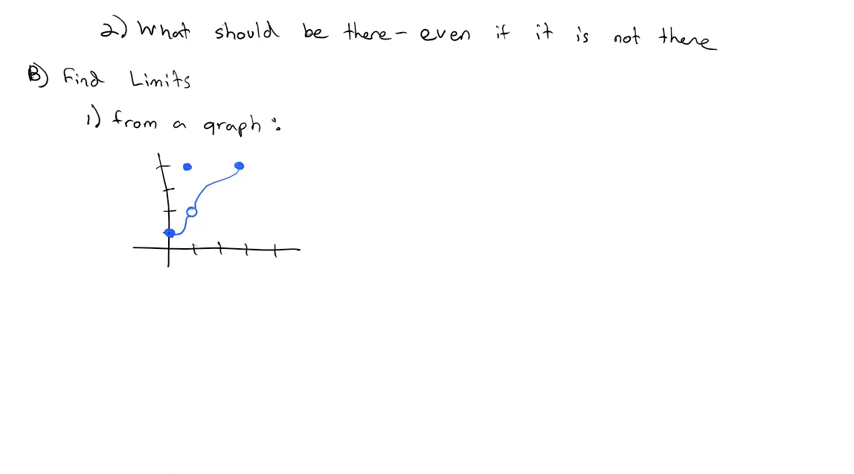 2) What should be there - even if it is not there
B) Find Limits
1) from a graph: